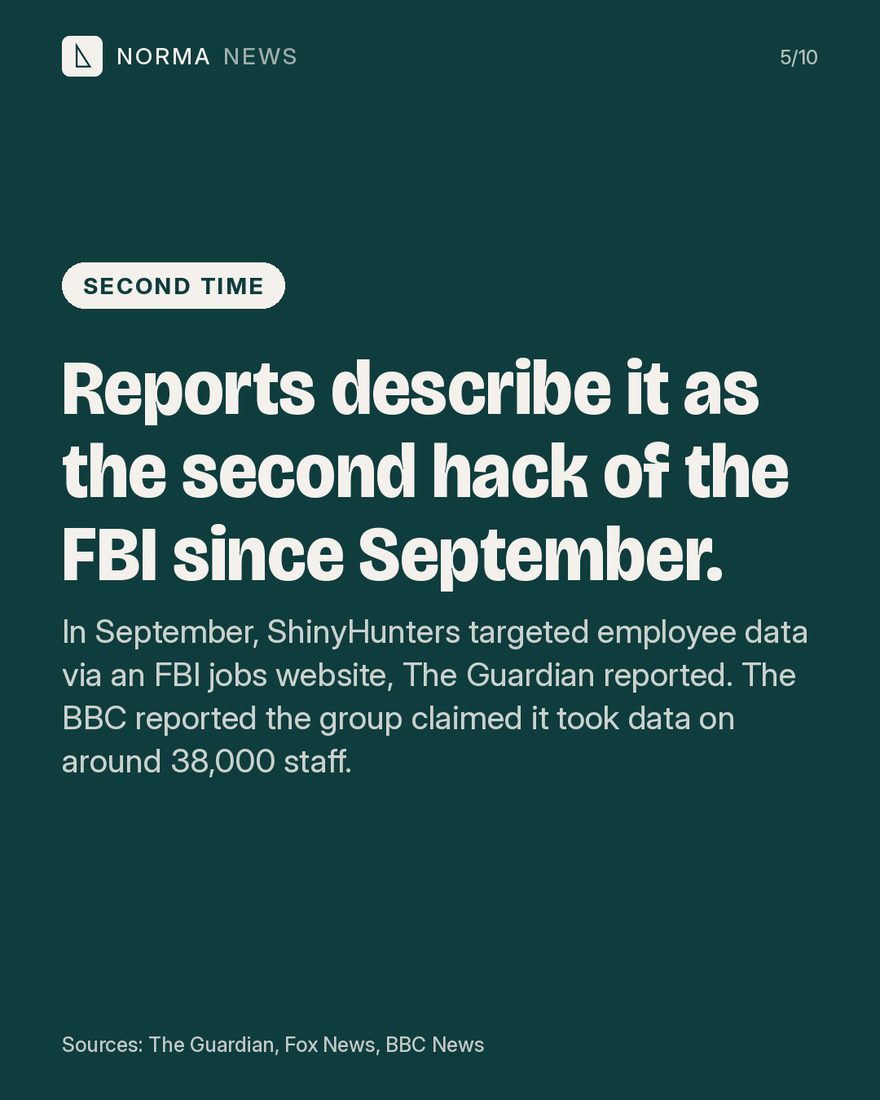 NORMA NEWS
5/10
SECOND TIME
Reports describe it as
the second hack of the
FBI since September.
In September, ShinyHunters targeted employee data
via an FBI jobs website, The Guardian reported. The
BBC reported the group claimed it took data on
around 38,000 staff.
Sources: The Guardian, Fox News, BBC News